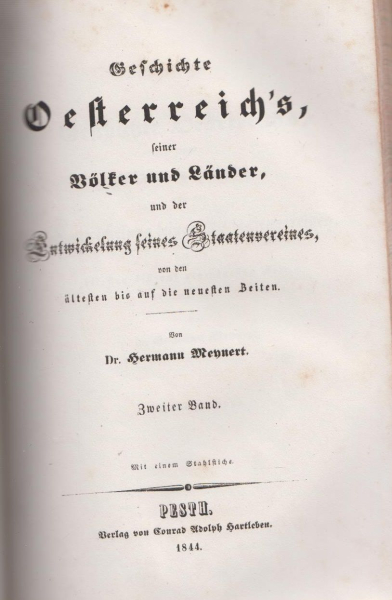 Geschichte
Oesterreich's,
seiner
Völker und Länder,
und der
Entwickelung seines Staatenvereines,
von den
ältesten bis auf die neuesten Zeiten.
Von
Dr. Hermann Meynert.
Zweiter Band.
Mit einem Stahlstiche.
PESTH.
Verlag von Conrad Adolph Hartleben.
1844.